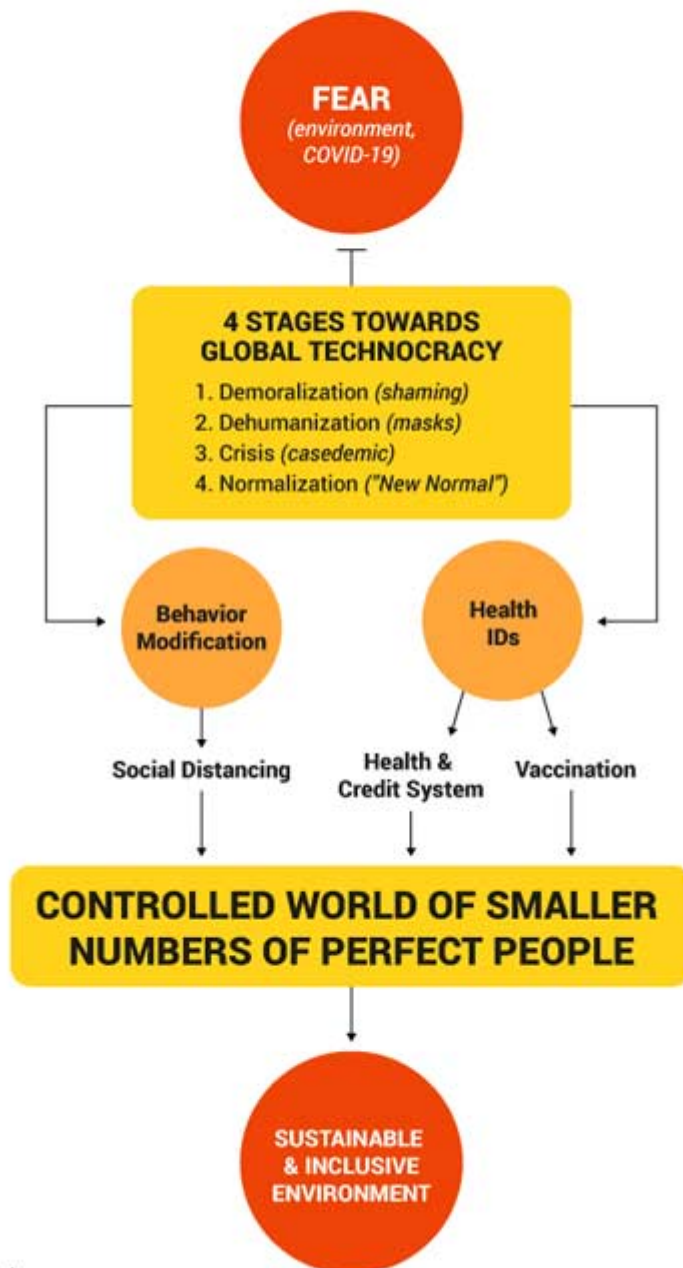 FEAR
(environment,
COVID-19)
4 STAGES TOWARDS
GLOBAL TECHNOCRACY
1. Demoralization (shaming)
2. Dehumanization (masks)
3. Crisis (casedemic)
4. Normalization ("New Normal")
Behavior
Modification
Health
IDs
Social Distancing
Health &
Credit System
Vaccination
CONTROLLED WORLD OF SMALLER
NUMBERS OF PERFECT PEOPLE
SUSTAINABLE
& INCLUSIVE
ENVIRONMENT